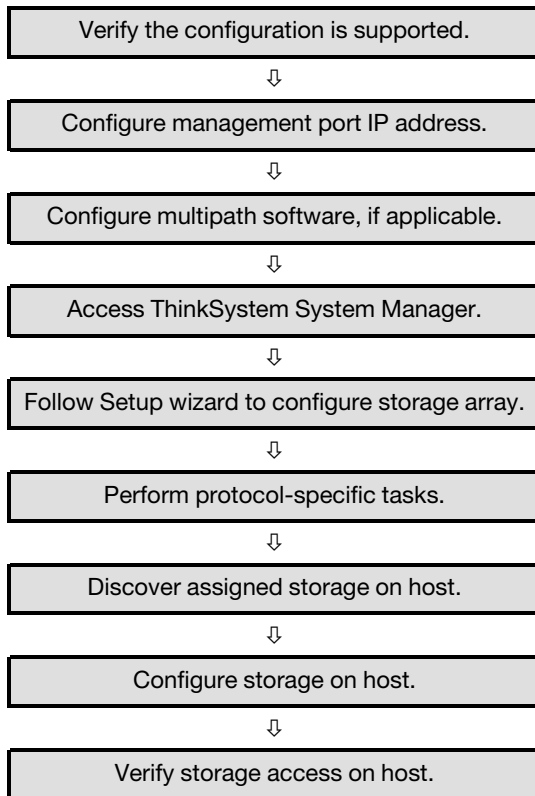 Verify the configuration is supported.
⇩
Configure management port IP address.
⇩
Configure multipath software, if applicable.
⇩
Access ThinkSystem System Manager.
⇩
Follow Setup wizard to configure storage array.
⇩
Perform protocol-specific tasks.
⇩
Discover assigned storage on host.
⇩
Configure storage on host.
⇩
Verify storage access on host.